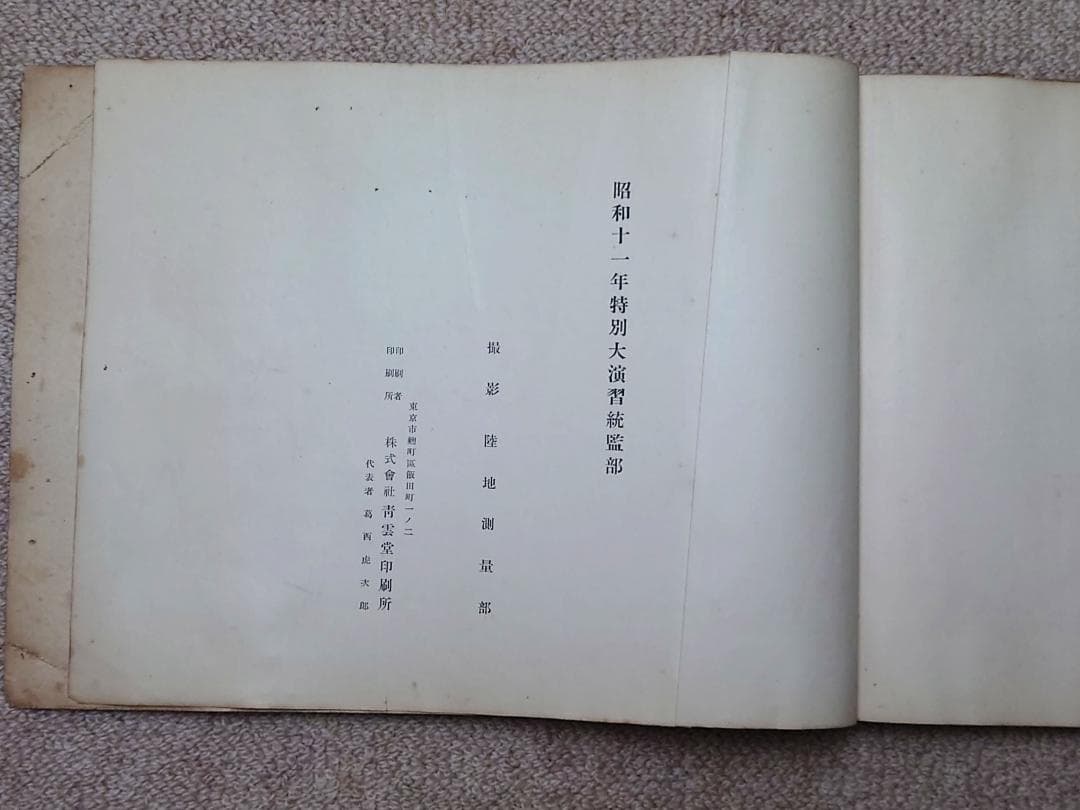 昭和十一年特別大演習統監部
撮影 陸地測量部
東京市麴町區飯田町一ノ二
印刷者
印刷所 株式會社青雲堂印刷所
代表者 葛西虎次郎